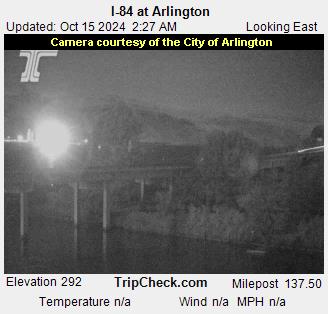 I-84 at Arlington
Updated: Oct 15 2024 2:27 AM Looking East
Camera courtesy of the City of Arlington
Elevation 292 TripCheck.com Milepost 137.50
Temperature n/a Wind n/a MPH n/a